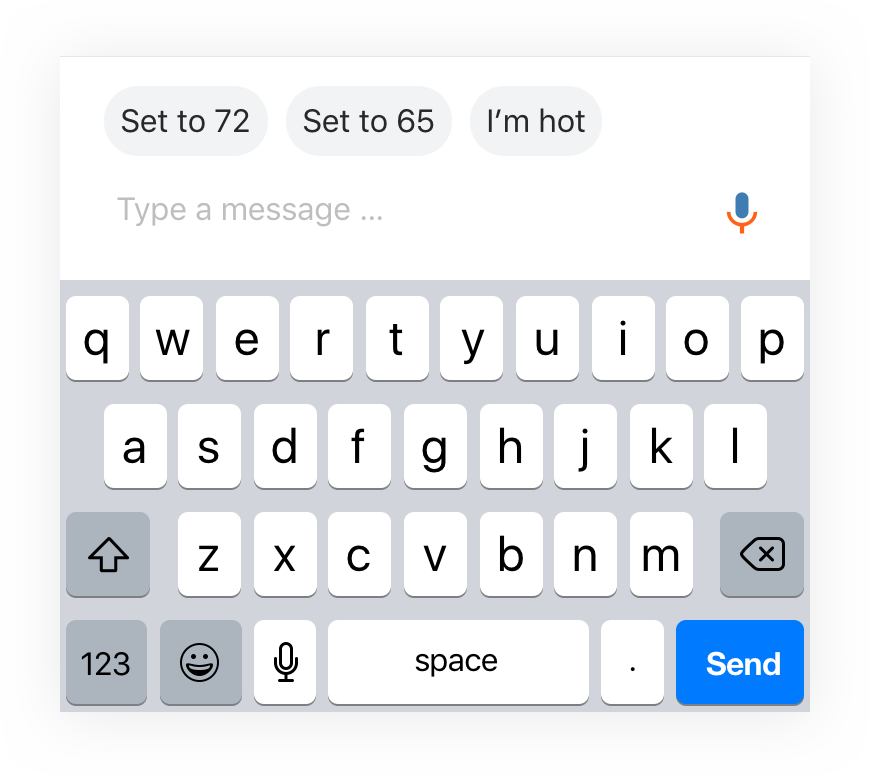 Set to 72 Set to 65 I’m hot
Type a message ...
q w e r t y u i o p
a s d f g h j k l
z x c v b n m
123 space . Send